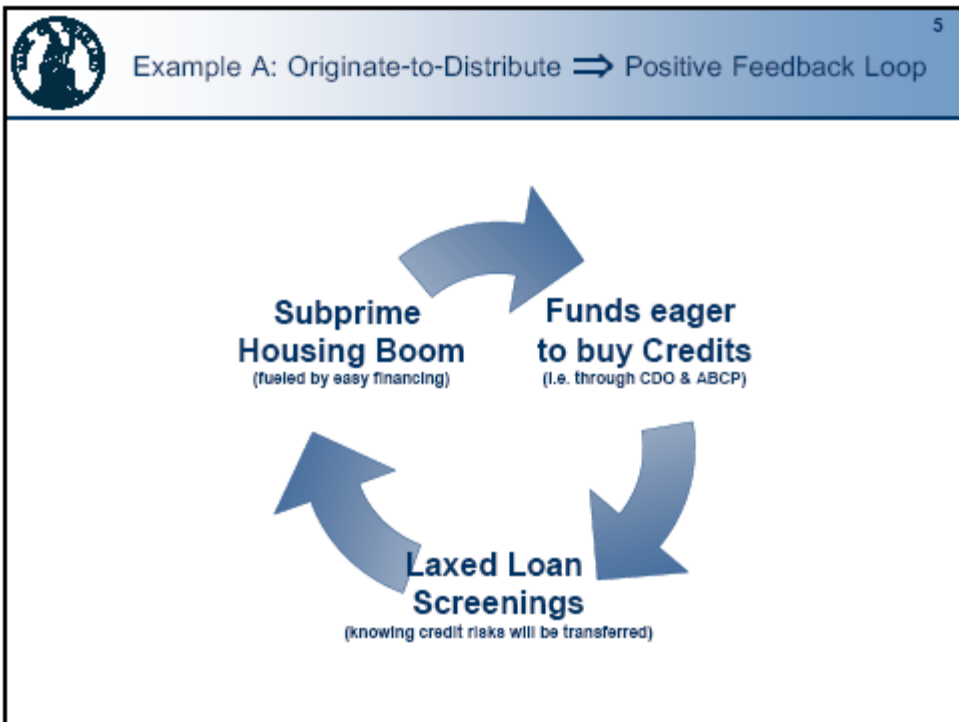 5
Example A: Originate-to-Distribute ⇒ Positive Feedback Loop
Subprime
Housing Boom
(fueled by easy financing)
Funds eager
to buy Credits
(i.e. through CDO & ABCP)
Laxed Loan
Screenings
(knowing credit risks will be transferred)